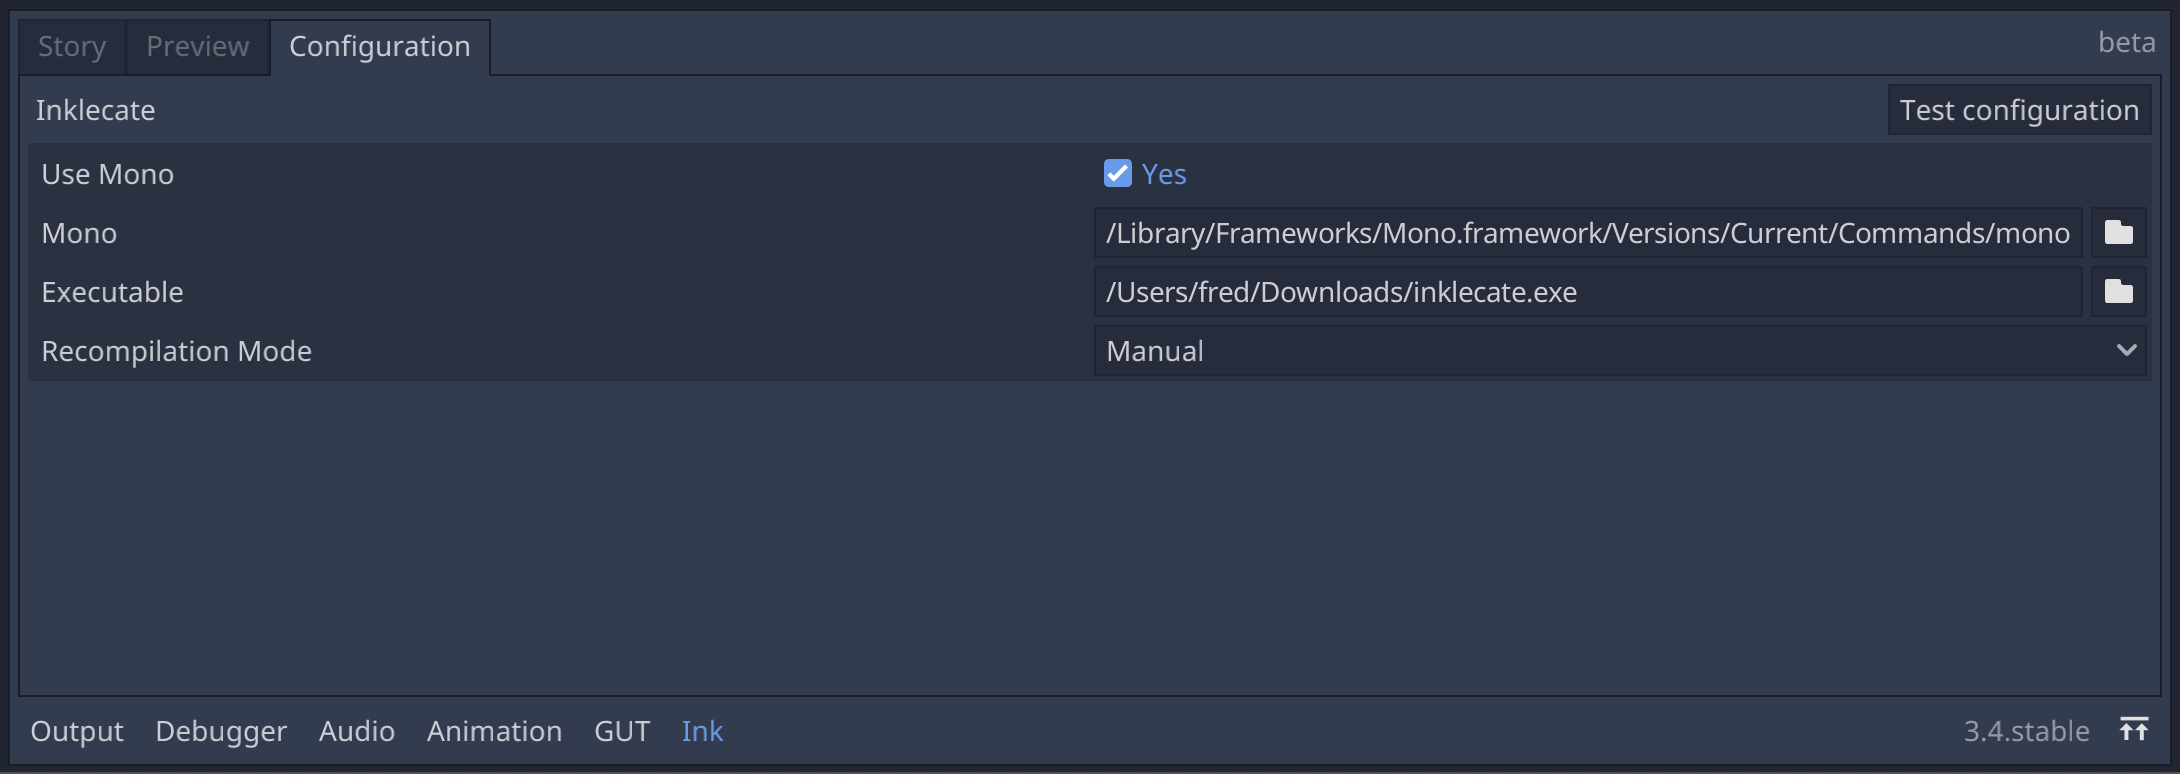 Story Preview Configuration beta
Inklecate Test configuration
Use Mono Yes
Mono /Library/Frameworks/Mono.framework/Versions/Current/Commands/mono
Executable /Users/fred/Downloads/inklecate.exe
Recompilation Mode Manual
Output Debugger Audio Animation GUT Ink 3.4.stable